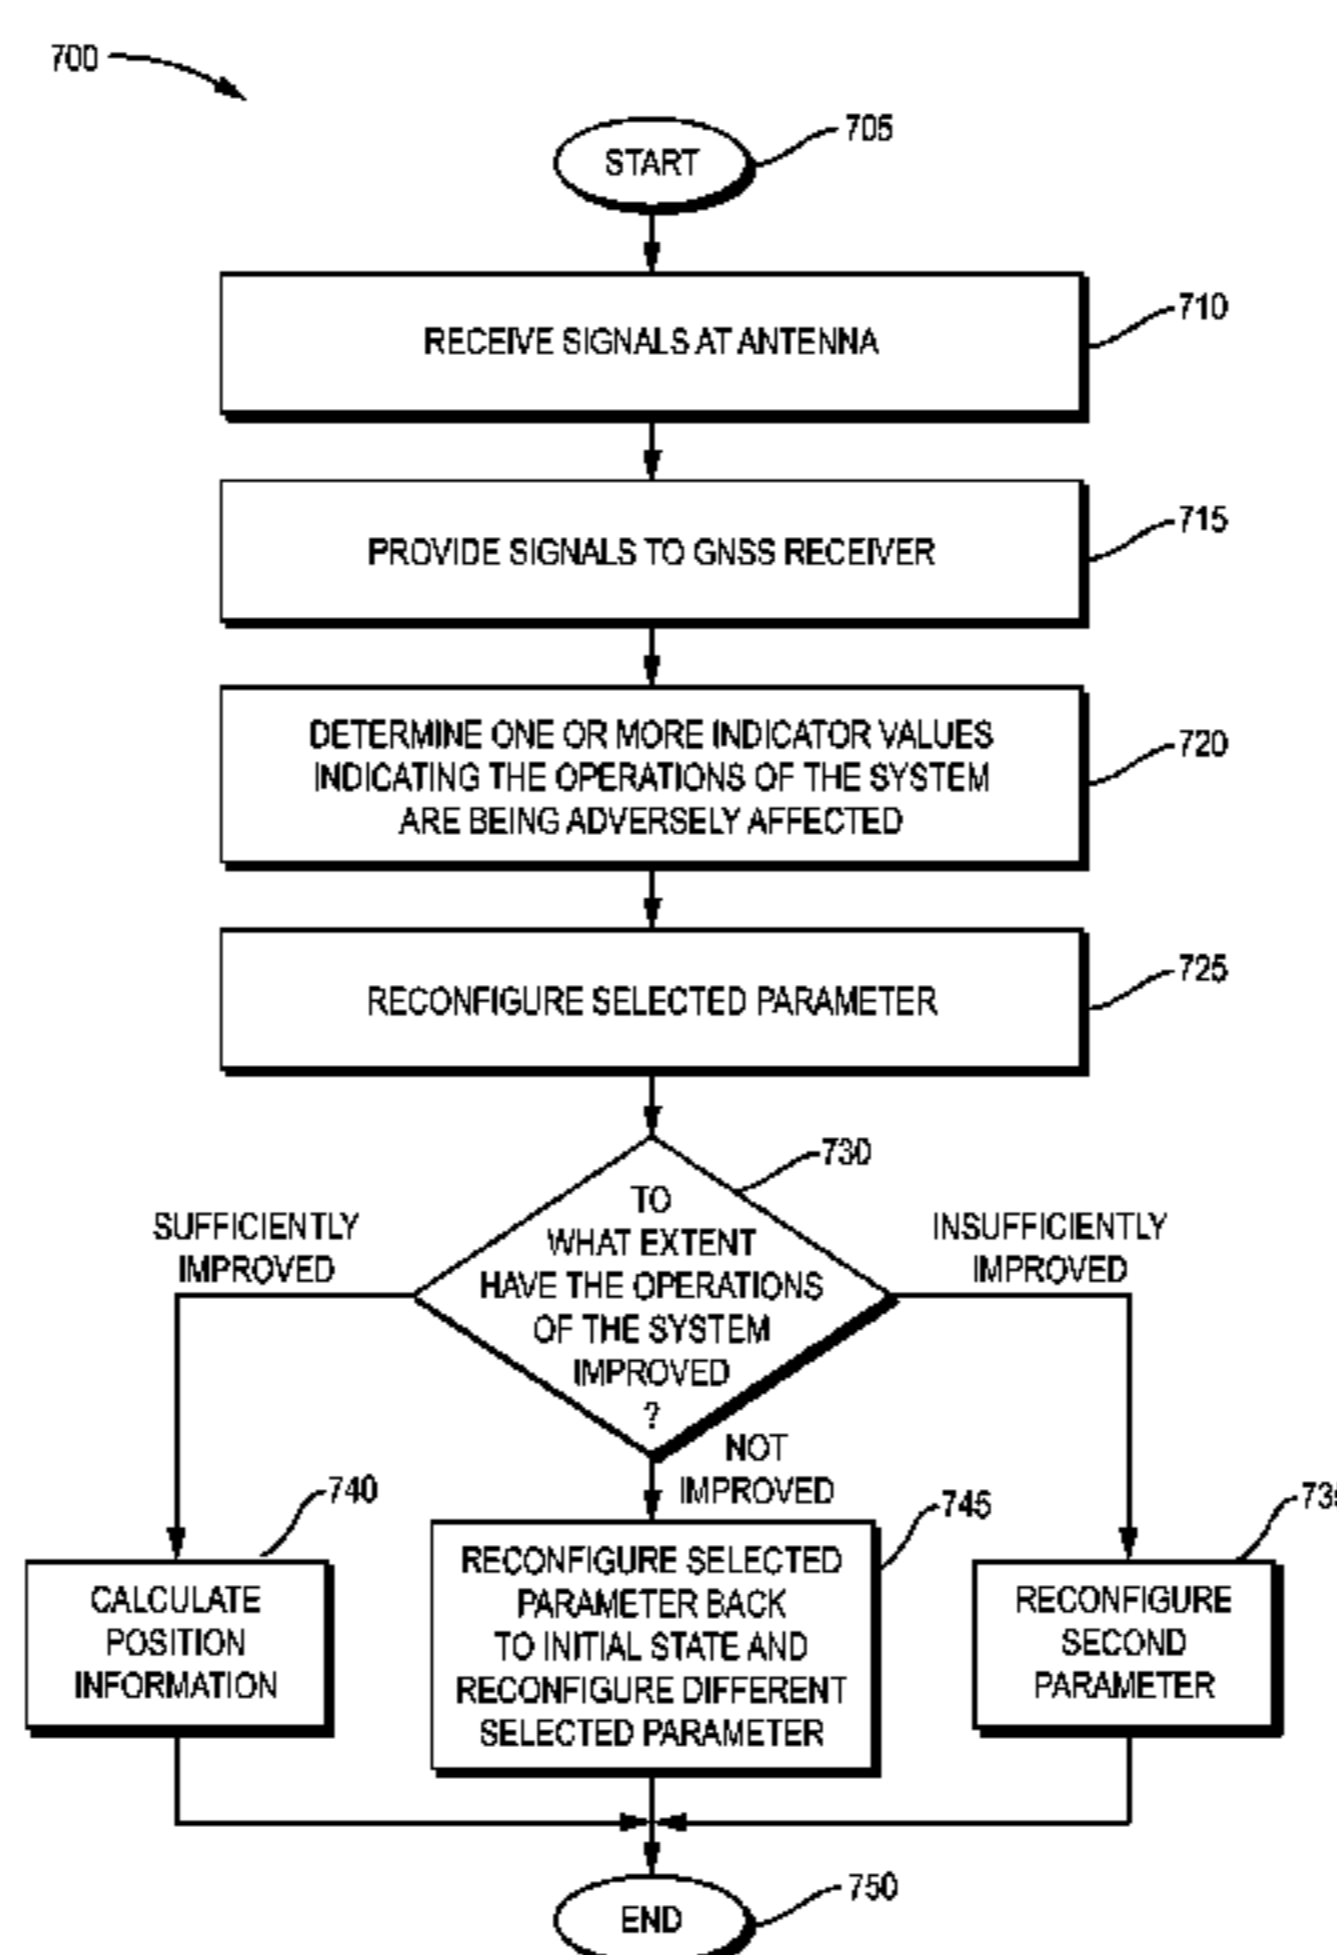 700
705
START
710
RECEIVE SIGNALS AT ANTENNA
715
PROVIDE SIGNALS TO GNSS RECEIVER
720
DETERMINE ONE OR MORE INDICATOR VALUES
INDICATING THE OPERATIONS OF THE SYSTEM
ARE BEING ADVERSELY AFFECTED
725
RECONFIGURE SELECTED PARAMETER
730
TO
WHAT EXTENT
HAVE THE OPERATIONS
OF THE SYSTEM
IMPROVED
?
SUFFICIENTLY
IMPROVED
INSUFFICIENTLY
IMPROVED
NOT
IMPROVED
740
CALCULATE
POSITION
INFORMATION
745
RECONFIGURE SELECTED
PARAMETER BACK
TO INITIAL STATE AND
RECONFIGURE DIFFERENT
SELECTED PARAMETER
RECONFIGURE
SECOND
PARAMETER
750
END